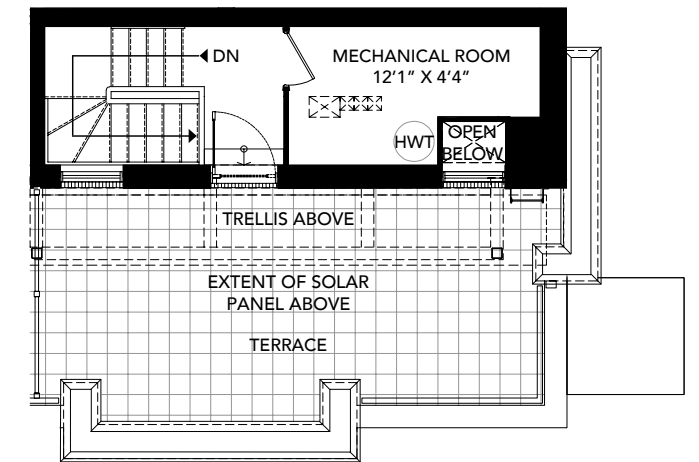 DN
MECHANICAL ROOM
12'1" X 4'4"
HWT
OPEN
BELOW
TRELLIS ABOVE
EXTENT OF SOLAR
PANEL ABOVE
TERRACE